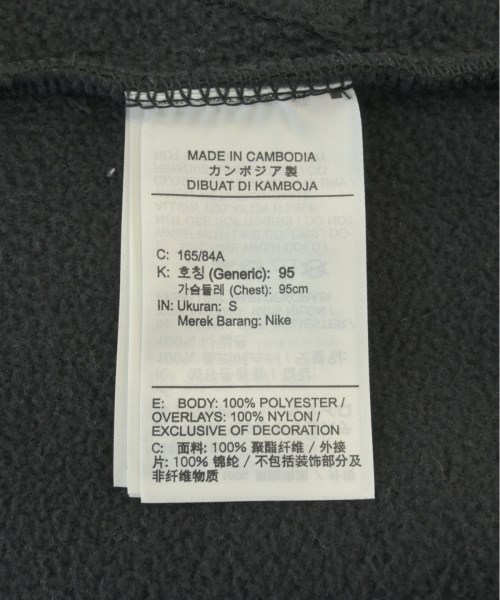 MADE IN CAMBODIA
カンボジア製
DIBUAT DI KAMBOJA
C: 165/84A
K: 호칭 (Generic): 95
가슴둘레 (Chest): 95cm
IN: Ukuran: S
Merek Barang: Nike
E: BODY: 100% POLYESTER /
OVERLAYS: 100% NYLON /
EXCLUSIVE OF DECORATION
C: 面料: 100% 聚酯纤维 / 外接
片: 100% 锦纶 / 不包括装饰部分及
非纤维物质